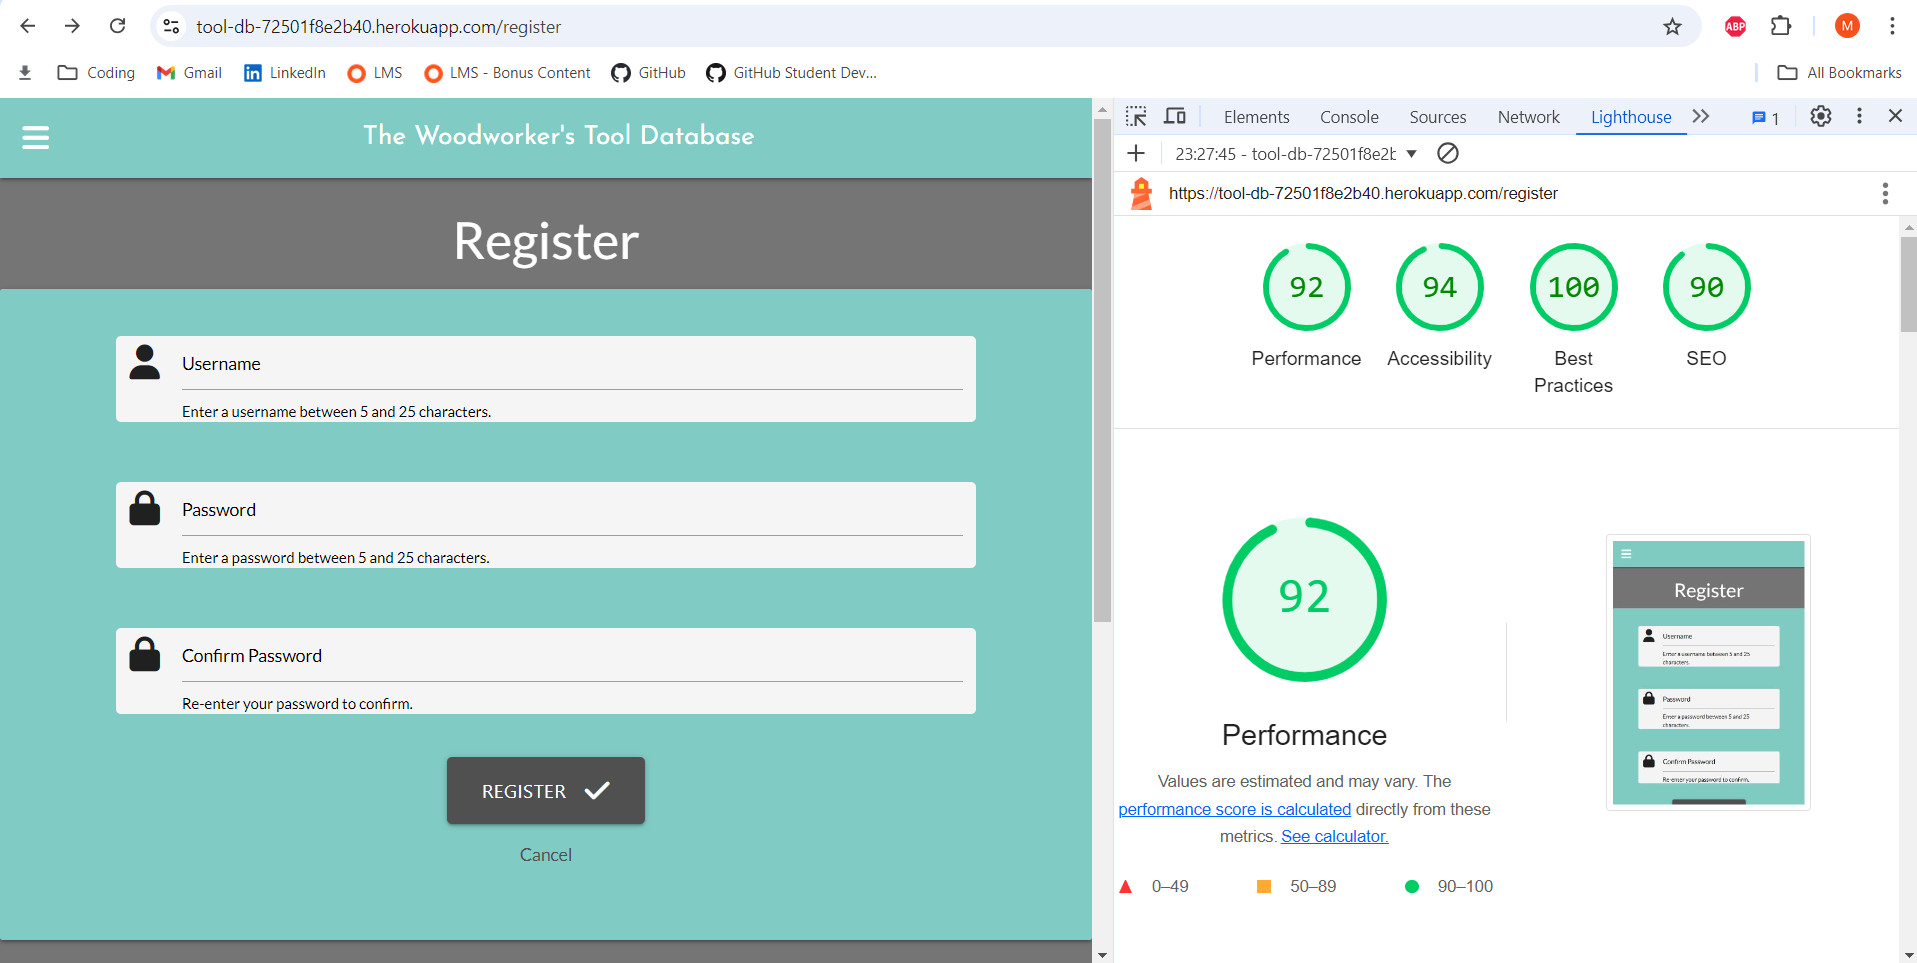 tool-db-72501f8e2b40.herokuapp.com/register
ABP
M
Coding
Gmail
LinkedIn
LMS
LMS - Bonus Content
GitHub
GitHub Student Dev...
All Bookmarks
The Woodworker's Tool Database
Register
Username
Enter a username between 5 and 25 characters.
Password
Enter a password between 5 and 25 characters.
Confirm Password
Re-enter your password to confirm.
REGISTER
Cancel
Elements
Console
Sources
Network
Lighthouse
1
23:27:45 - tool-db-72501f8e2b
https://tool-db-72501f8e2b40.herokuapp.com/register
92
94
100
90
Performance
Accessibility
Best
Practices
SEO
92
Performance
Values are estimated and may vary. The
performance score is calculated directly from these
metrics. See calculator.
0–49
50–89
90–100
Register
Username
Enter a username between 5 and 25
characters.
Password
Enter a password between 5 and 25
characters.
Confirm Password
Re-enter your password to confirm.